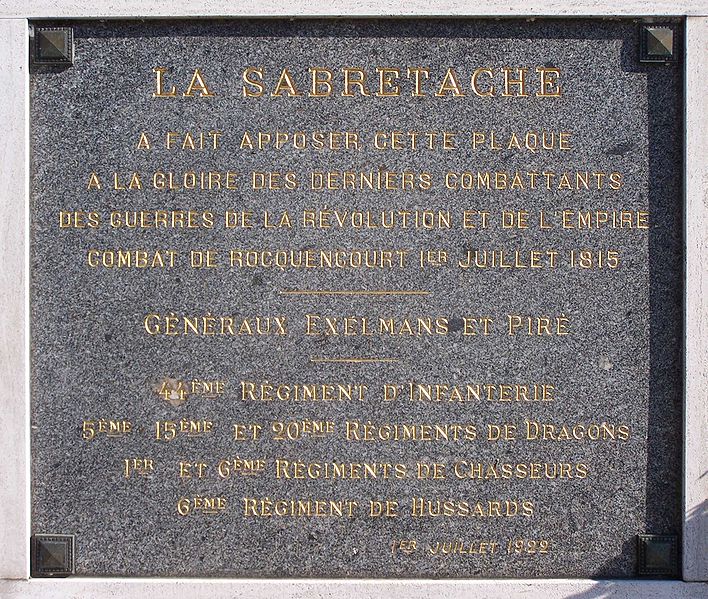 LA SABRETACHE
A FAIT APPOSER CETTE PLAQUE
A LA GLOIRE DES DERNIERS COMBATTANTS
DES GUERRES DE LA RÉVOLUTION ET DE L'EMPIRE
COMBAT DE ROCQUENCOURT 1ER JUILLET 1815
GÉNÉRAUX EXELMANS ET PIRÉ
44ÈME RÉGIMENT D'INFANTERIE
5ÈME 15ÈME ET 20ÈME RÉGIMENTS DE DRAGONS
1ER ET 6ÈME RÉGIMENTS DE CHASSEURS
6ÈME RÉGIMENT DE HUSSARDS
1ER JUILLET 1922